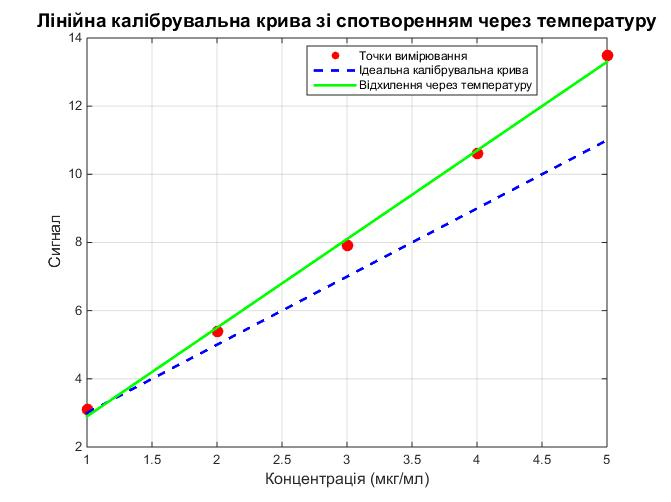 Лінійна калібрувальна крива зі спотворенням через температуру
14
12
10
8
6
4
2
Сигнал
Точки вимірювання
Ідеальна калібрувальна крива
Відхилення через температуру
1
1.5
2
2.5
3
3.5
4
4.5
5
Концентрація (мкг/мл)